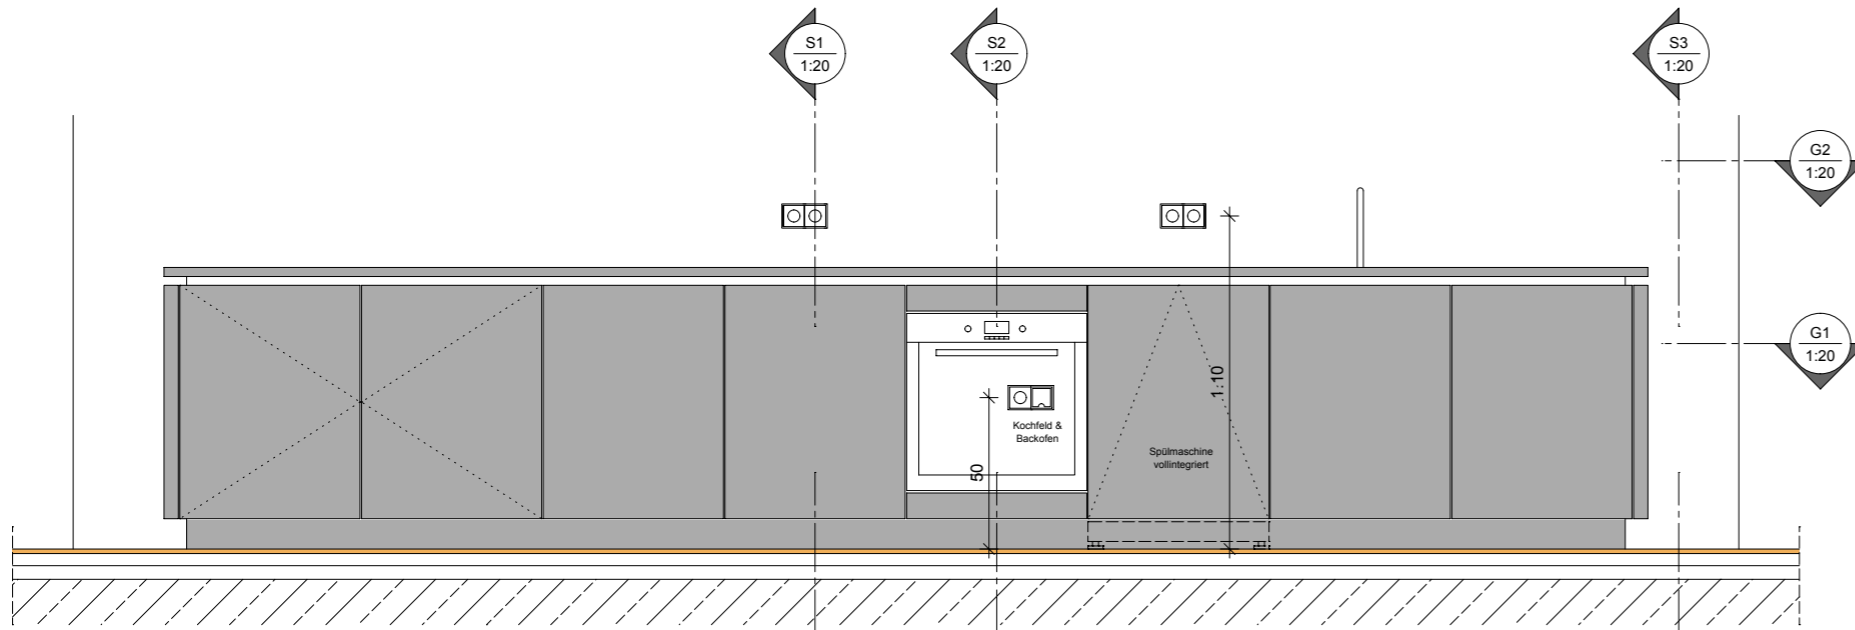 S1
1:20
S2
1:20
S3
1:20
G2
1:20
G1
1:20
1:10
Kochfeld &
Backofen
Spülmaschine
vollintegriert
50